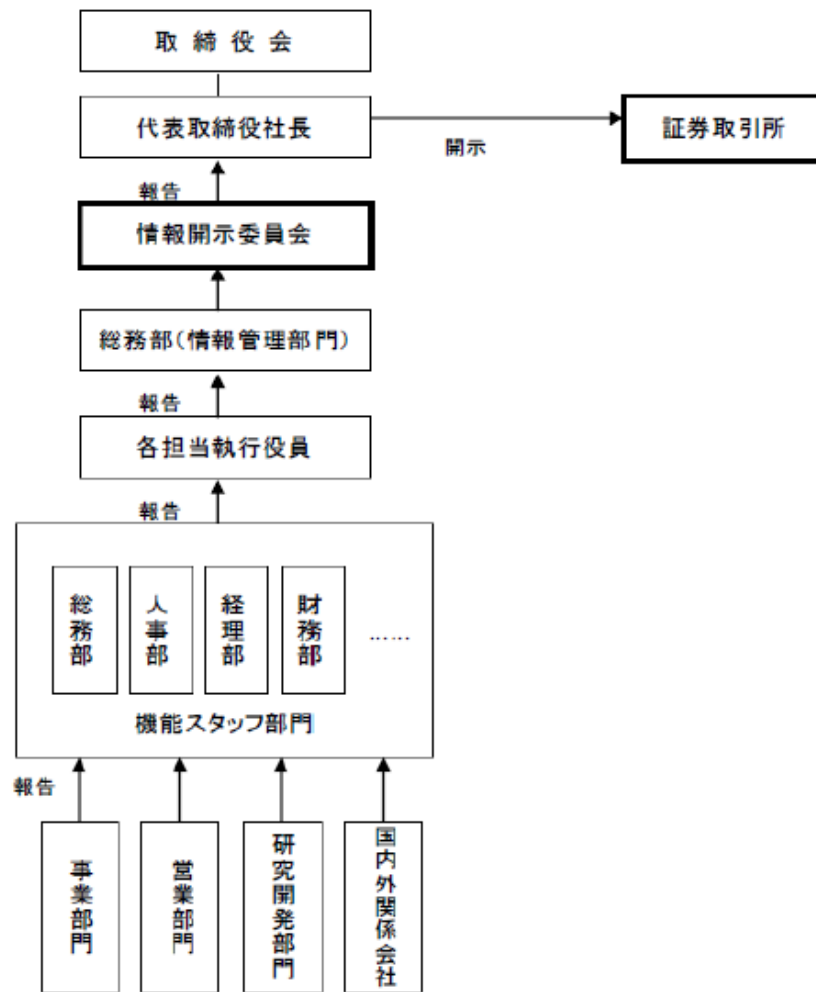 取締役会
代表取締役社長
証券取引所
開示
報告
情報開示委員会
総務部(情報管理部門)
報告
各担当執行役員
報告
総務部
人事部
経理部
財務部
……
機能スタッフ部門
報告
事業部門
営業部門
研究開発部門
国内外関係会社